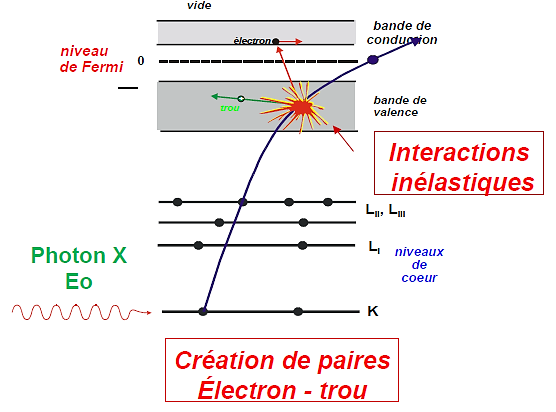 vide
électron
bande de
conduction
niveau
de Fermi
0
trou
bande de
valence
Interactions
inélastiques
LII, LIII
LI
niveaux
de
coeur
Photon X
Eo
K
Création de paires
Électron - trou